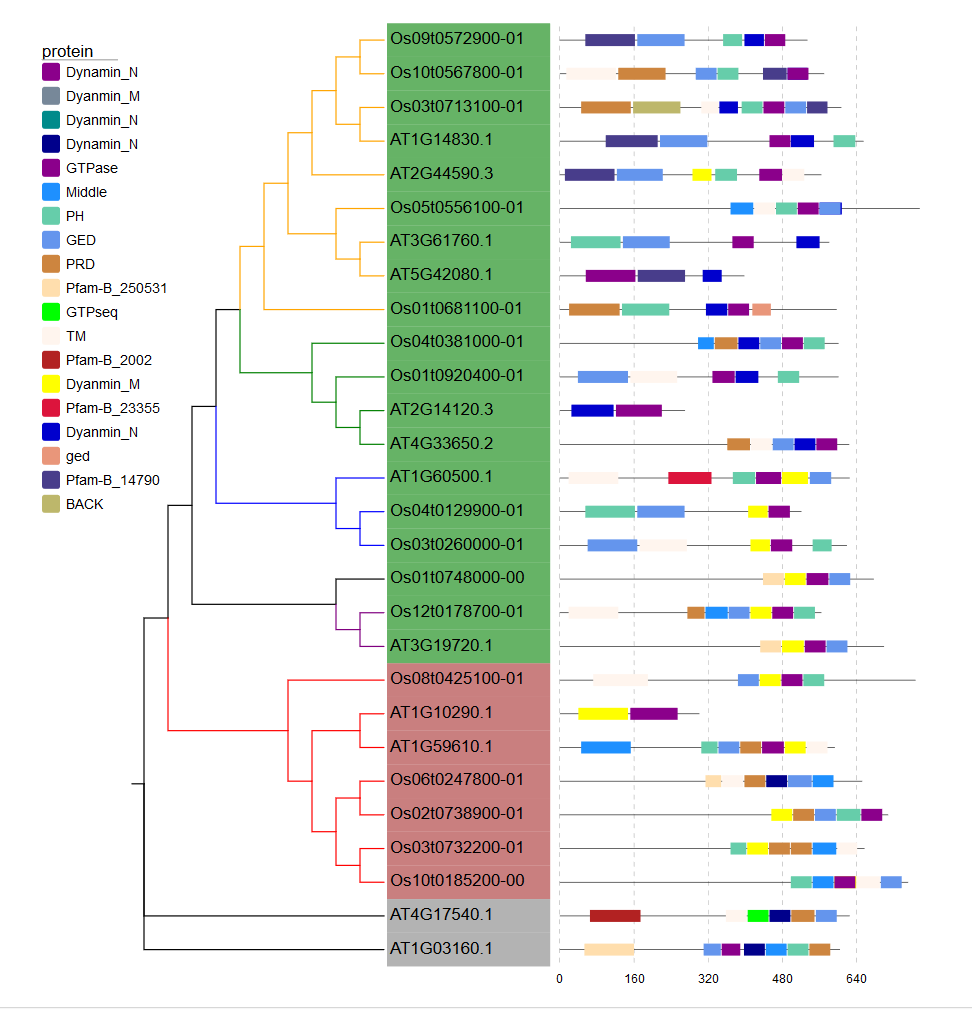 protein
Dynamin_N
Dyanmin_M
Dyanmin_N
Dyanmin_N
GTPase
Middle
PH
GED
PRD
Pfam-B_250531
GTPseq
TM
Pfam-B_2002
Dyanmin_M
Pfam-B_23355
Dyanmin_N
ged
Pfam-B_14790
BACK
Os09t0572900-01
Os10t0567800-01
Os03t0713100-01
AT1G14830.1
AT2G44590.3
Os05t0556100-01
AT3G61760.1
AT5G42080.1
Os01t0681100-01
Os04t0381000-01
Os01t0920400-01
AT2G14120.3
AT4G33650.2
AT1G60500.1
Os04t0129900-01
Os03t0260000-01
Os01t0748000-00
Os12t0178700-01
AT3G19720.1
Os08t0425100-01
AT1G10290.1
AT1G59610.1
Os06t0247800-01
Os02t0738900-01
Os03t0732200-01
Os10t0185200-00
AT4G17540.1
AT1G03160.1
0 160 320 480 640